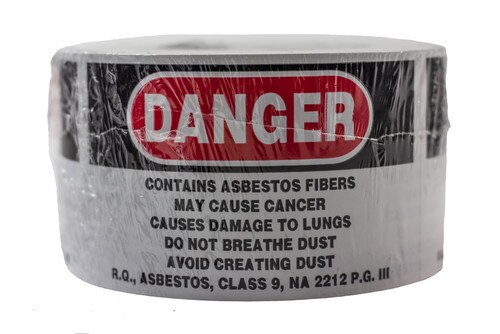 DANGER
CONTAINS ASBESTOS FIBERS
MAY CAUSE CANCER
CAUSES DAMAGE TO LUNGS
DO NOT BREATHE DUST
AVOID CREATING DUST
R.Q., ASBESTOS, CLASS 9, NA 2212 P.G. III